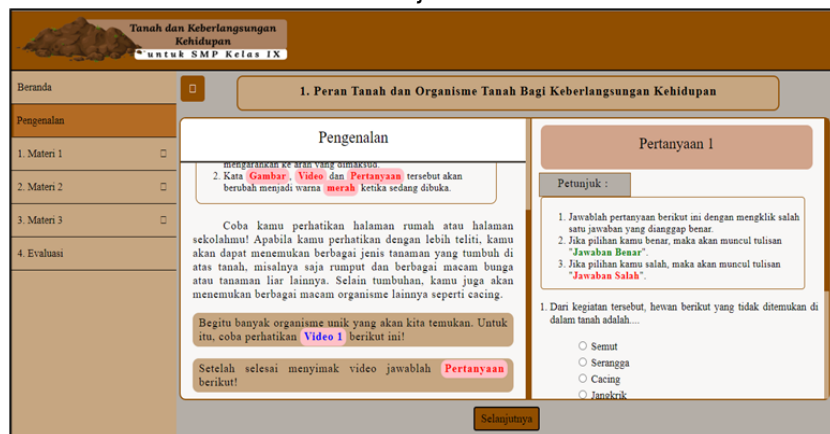 Tanah dan Keberlangsungan
Kehidupan
untuk SMP Kelas IX
Beranda
Pengenalan
1. Materi 1
2. Materi 2
3. Materi 3
4. Evaluasi
1. Peran Tanah dan Organisme Tanah Bagi Keberlangsungan Kehidupan
Pengenalan
mengarahkan ke arah yang dimaksud.
2. Kata Gambar, Video dan Pertanyaan tersebut akan
berubah menjadi warna merah ketika sedang dibuka.
Coba kamu perhatikan halaman rumah atau halaman
sekolahmu! Apabila kamu perhatikan dengan lebih teliti, kamu
akan dapat menemukan berbagai jenis tanaman yang tumbuh di
atas tanah, misalnya saja rumput dan berbagai macam bunga
atau tanaman liar lainnya. Selain tumbuhan, kamu juga akan
menemukan berbagai macam organisme lainnya seperti cacing.
Begitu banyak organisme unik yang akan kita temukan. Untuk
itu, coba perhatikan Video 1 berikut ini!
Setelah selesai menyimak video jawablah Pertanyaan
berikut!
Pertanyaan 1
Petunjuk :
1. Jawablah pertanyaan berikut ini dengan mengklik salah
satu jawaban yang dianggap benar.
2. Jika pilihan kamu benar, maka akan muncul tulisan
"Jawaban Benar".
3. Jika pilihan kamu salah, maka akan muncul tulisan
"Jawaban Salah".
1. Dari kegiatan tersebut, hewan berikut yang tidak ditemukan di
dalam tanah adalah....
Semut
Serangga
Cacing
Jangkrik
Selanjutnya